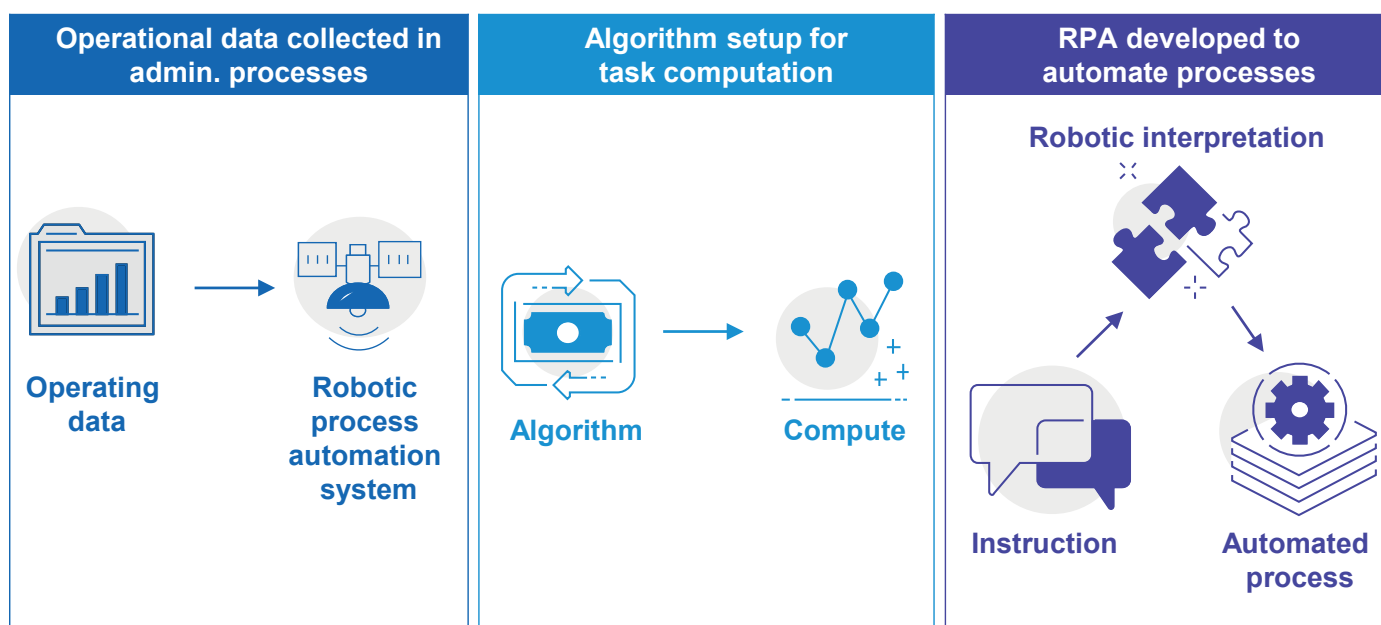 Operational data collected in
admin. processes
Algorithm setup for
task computation
RPA developed to
automate processes
Operating
data
Robotic
process
automation
system
Algorithm
Compute
Robotic interpretation
Instruction
Automated
process